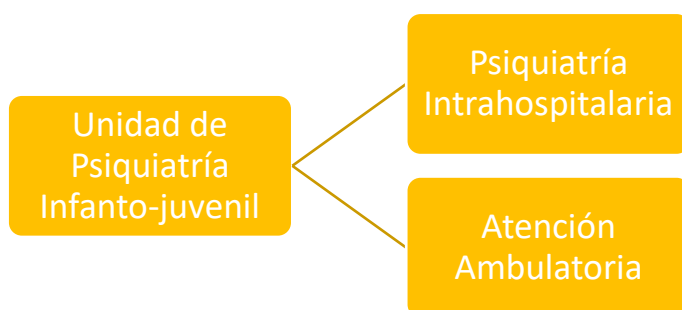 Unidad de
Psiquiatría
Infanto-juvenil
Psiquiatría
Intrahospitalaria
Atención
Ambulatoria